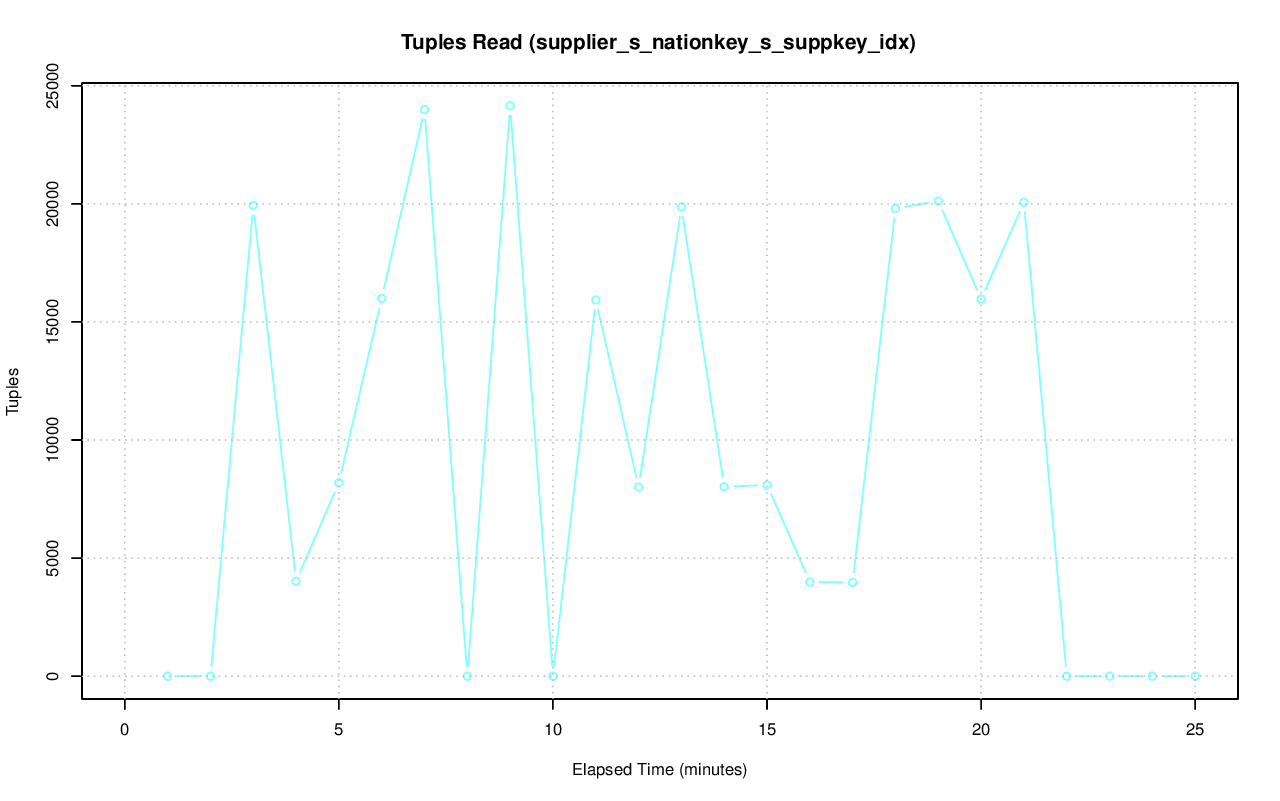 Tuples Read (supplier_s_nationkey_s_suppkey_idx)
25000
20000
15000
10000
5000
0
Tuples
0 5 10 15 20 25
Elapsed Time (minutes)